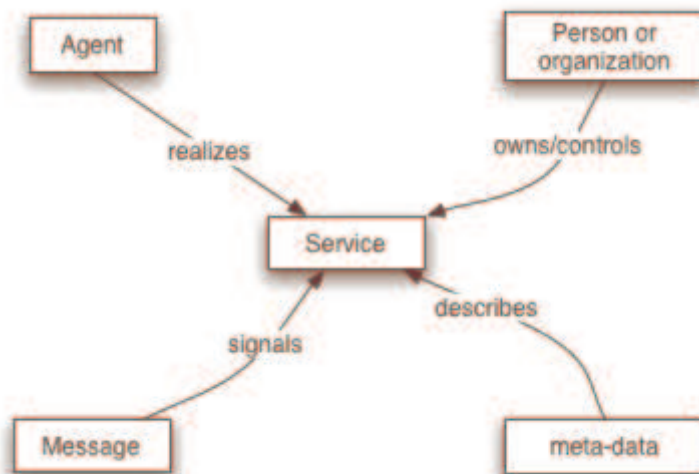 Agent
Person or
organization
realizes
owns/controls
Service
describes
signals
Message
meta-data